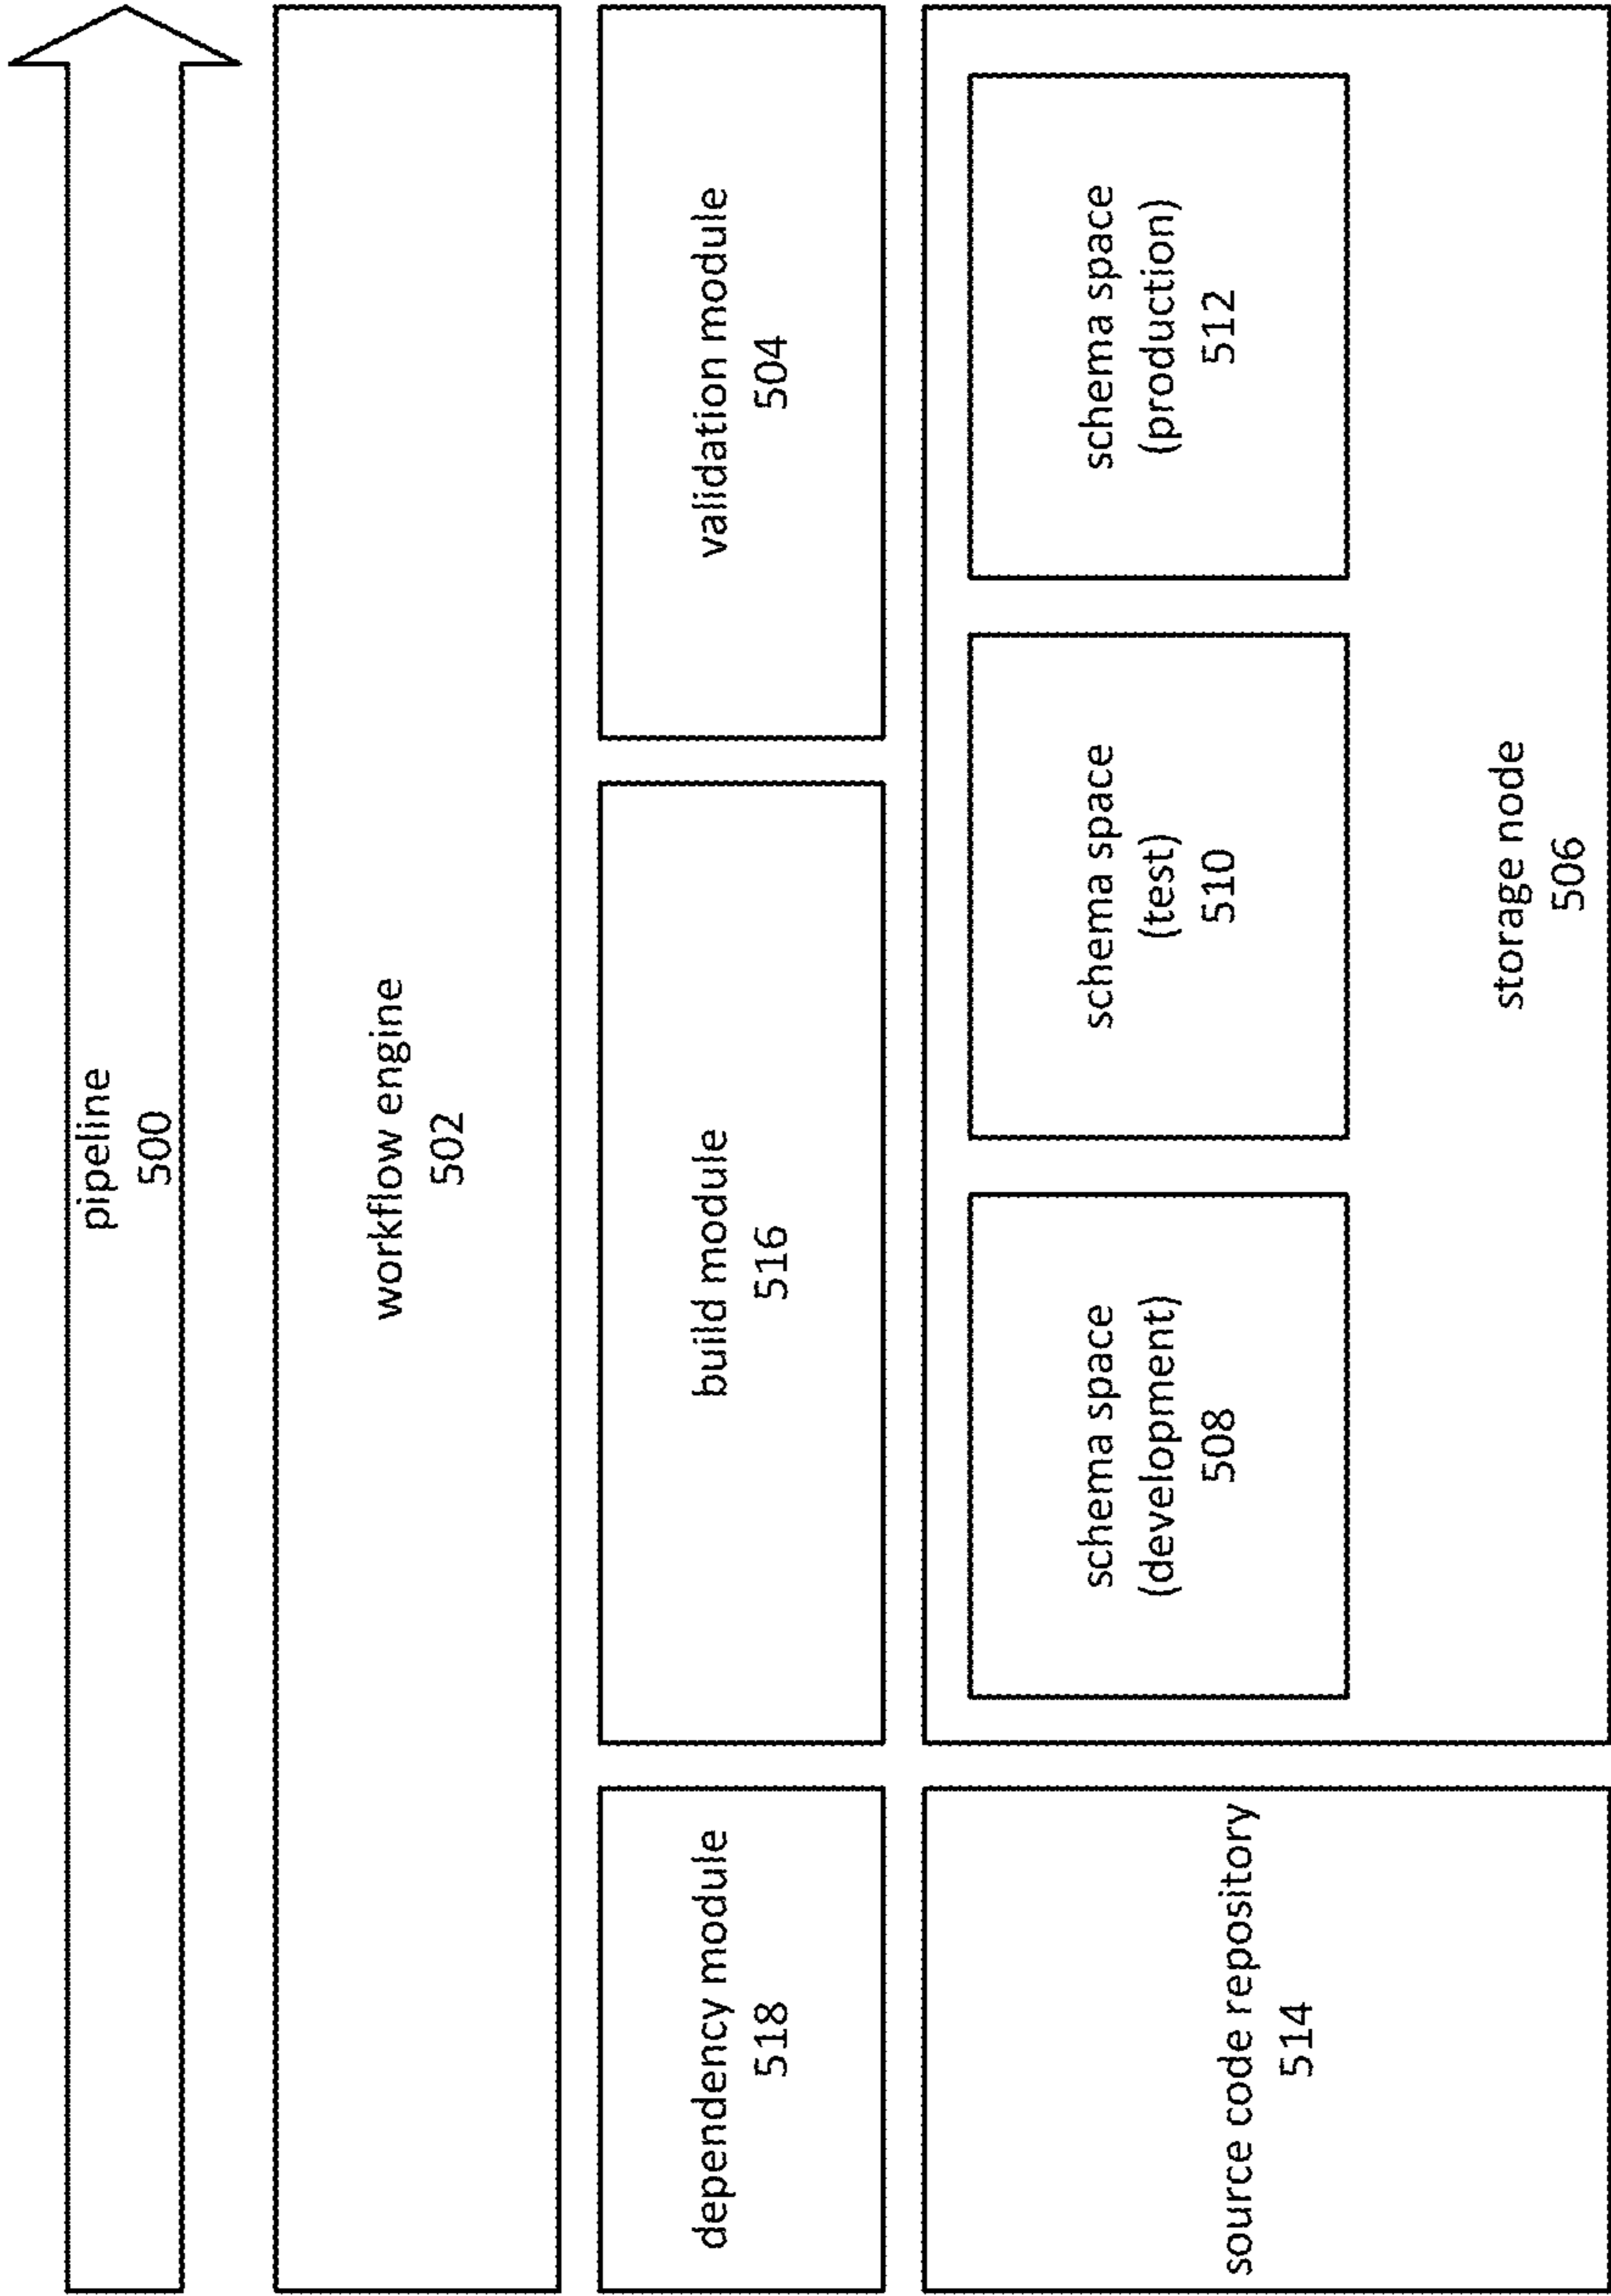 pipeline
500
workflow engine
502
dependency module
518
build module
516
validation module
504
source code repository
514
schema space
(development)
508
schema space
(test)
510
schema space
(production)
512
storage node
506